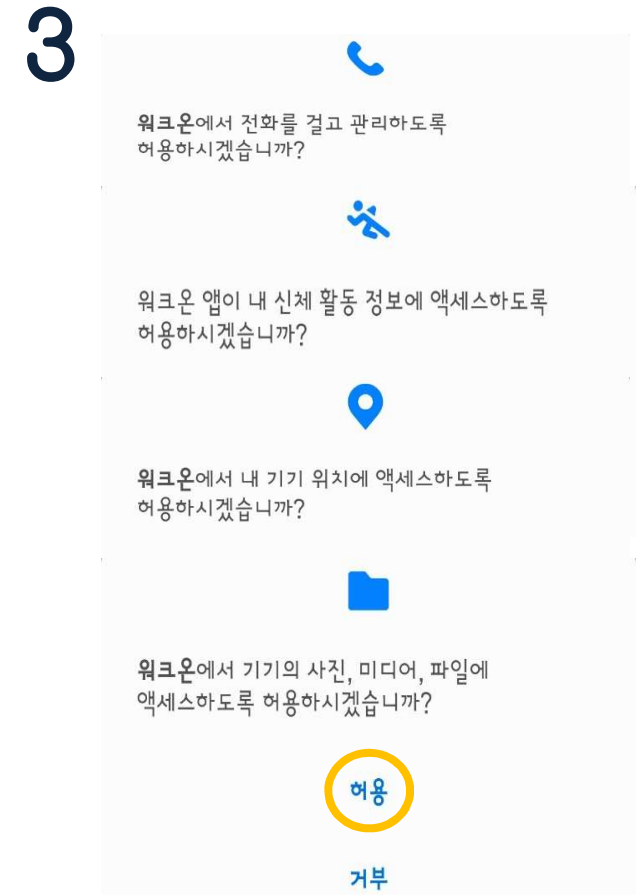 3
워크온에서 전화를 걸고 관리하도록
허용하시겠습니까?
워크온 앱이 내 신체 활동 정보에 액세스하도록
허용하시겠습니까?
워크온에서 내 기기 위치에 액세스하도록
허용하시겠습니까?
워크온에서 기기의 사진, 미디어, 파일에
액세스하도록 허용하시겠습니까?
허용
거부